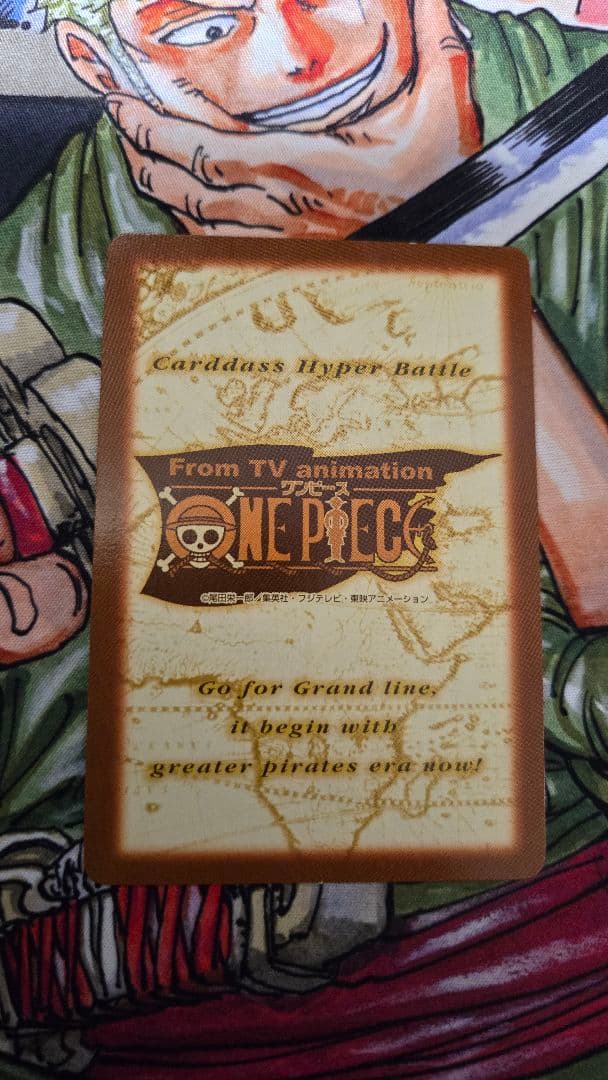 Carddass Hyper Battle
From TV animation
ワンピース
ONE PIECE
©尾田栄一郎／集英社・フジテレビ・東映アニメーション
Go for Grand line,
it begin with
greater pirates era now!